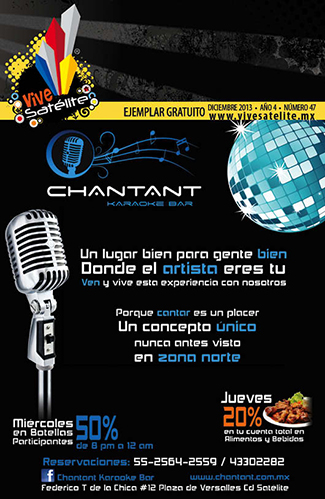 Vive
satélite
EJEMPLAR GRATUITO DICIEMBRE 2013 • AÑO 4 • NÚMERO 47
www.vivesatelite.mx
CHANTANT
KARAOKE BAR
Un lugar bien para gente bien
Donde el artista eres tu
Ven y vive esta experiencia con nosotros
Porque cantar es un placer
Un concepto único
nunca antes visto
en zona norte
Miércoles
en Botellas
Participantes
50%
de 8 pm a 12 am
Jueves
20%
en tu cuenta total en
Alimentos y Bebidas
Reservaciones: 55-2564-2559 / 43302282
Chantant Karaoke Bar www.chantant.com.mx
Federico T de la Chica #12 Plaza de Versalles Cd Satelite